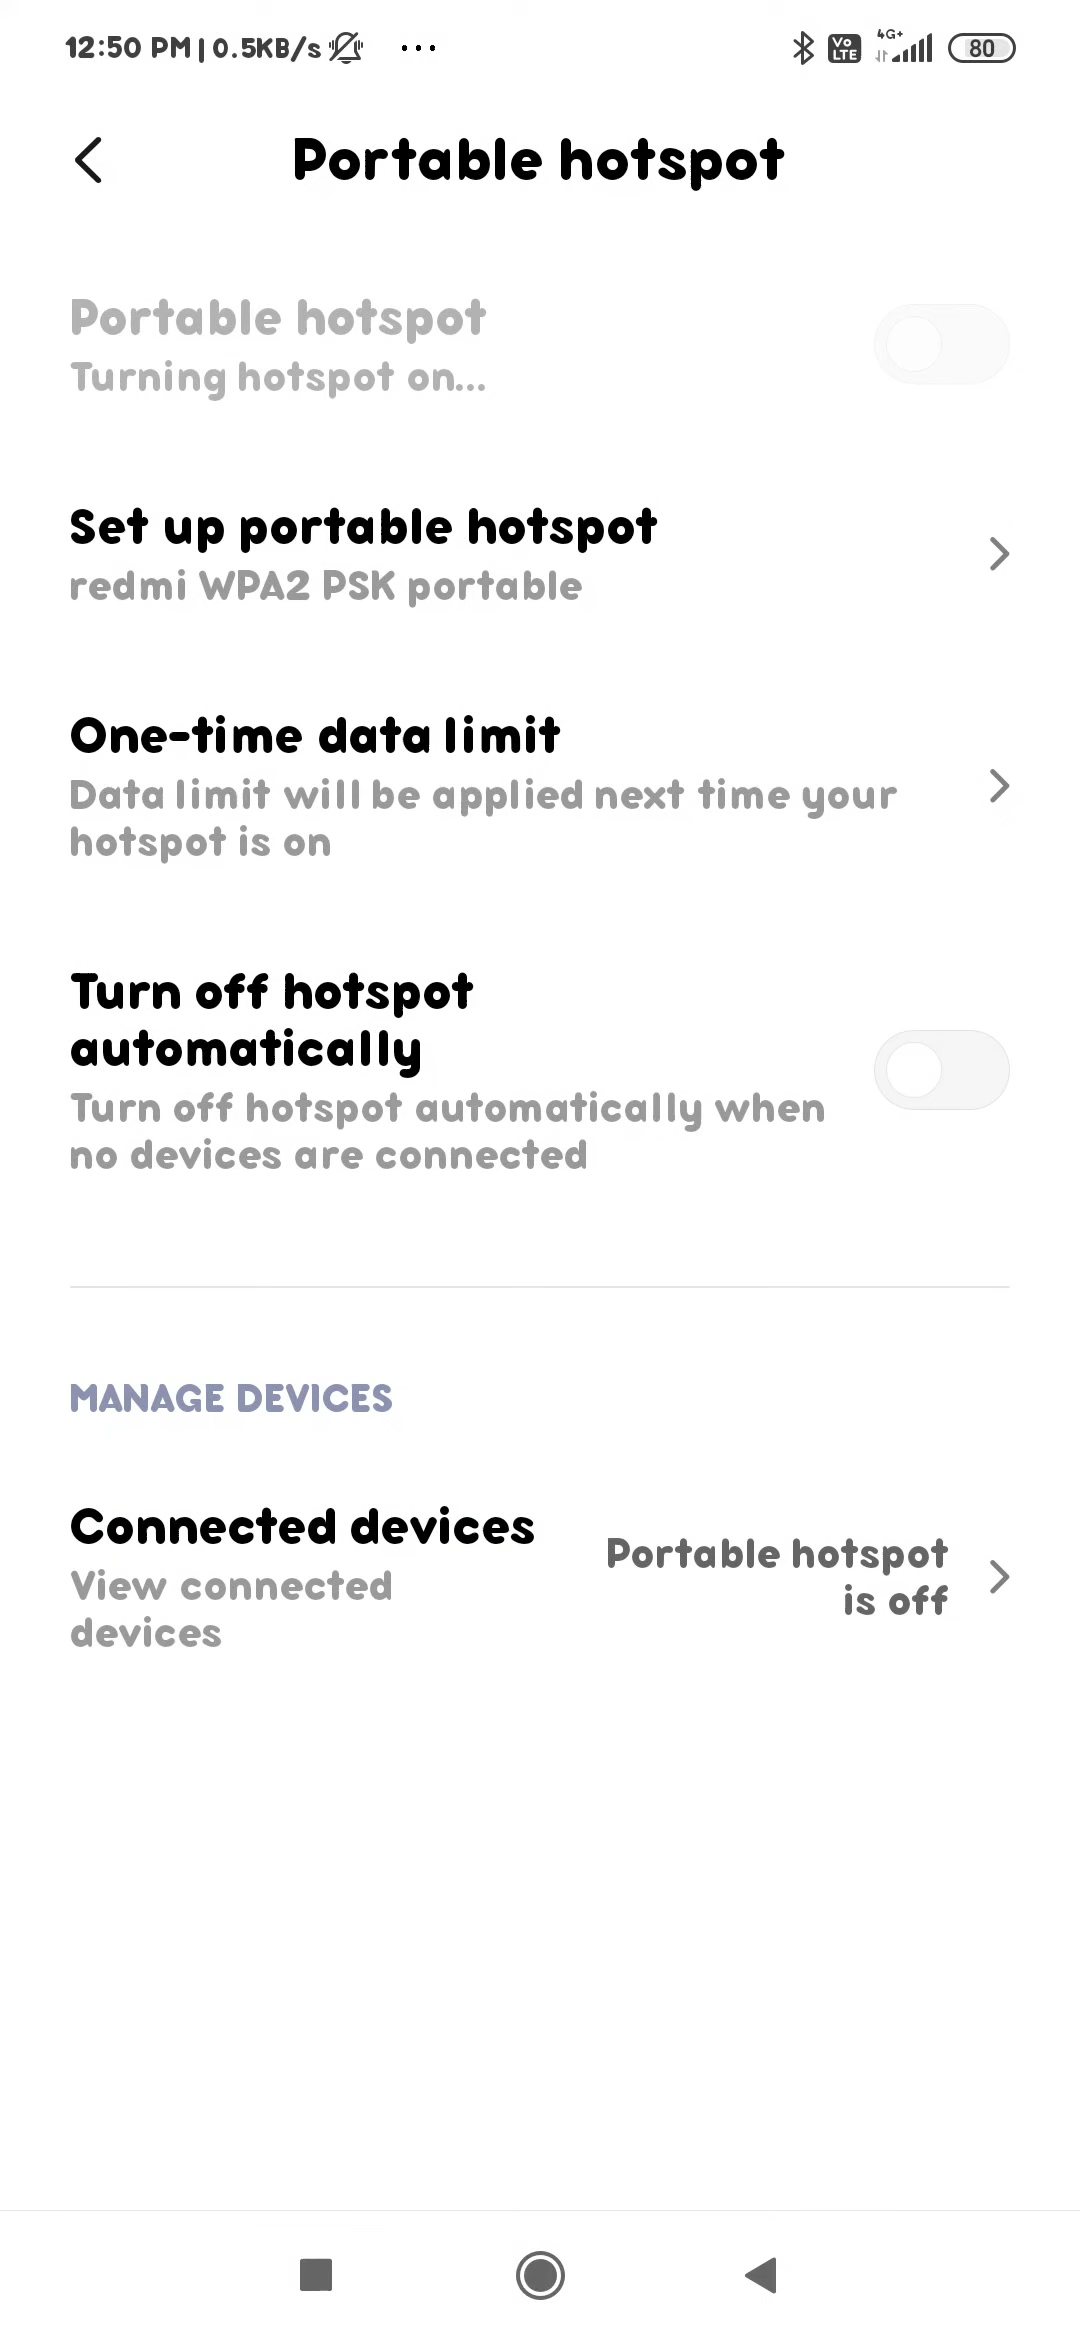 12:50 PM | 0.5KB/s ...
Vo LTE 4G+ 80
Portable hotspot
Portable hotspot
Turning hotspot on...
Set up portable hotspot
redmi WPA2 PSK portable
One-time data limit
Data limit will be applied next time your
hotspot is on
Turn off hotspot
automatically
Turn off hotspot automatically when
no devices are connected
MANAGE DEVICES
Connected devices
View connected
devices
Portable hotspot
is off